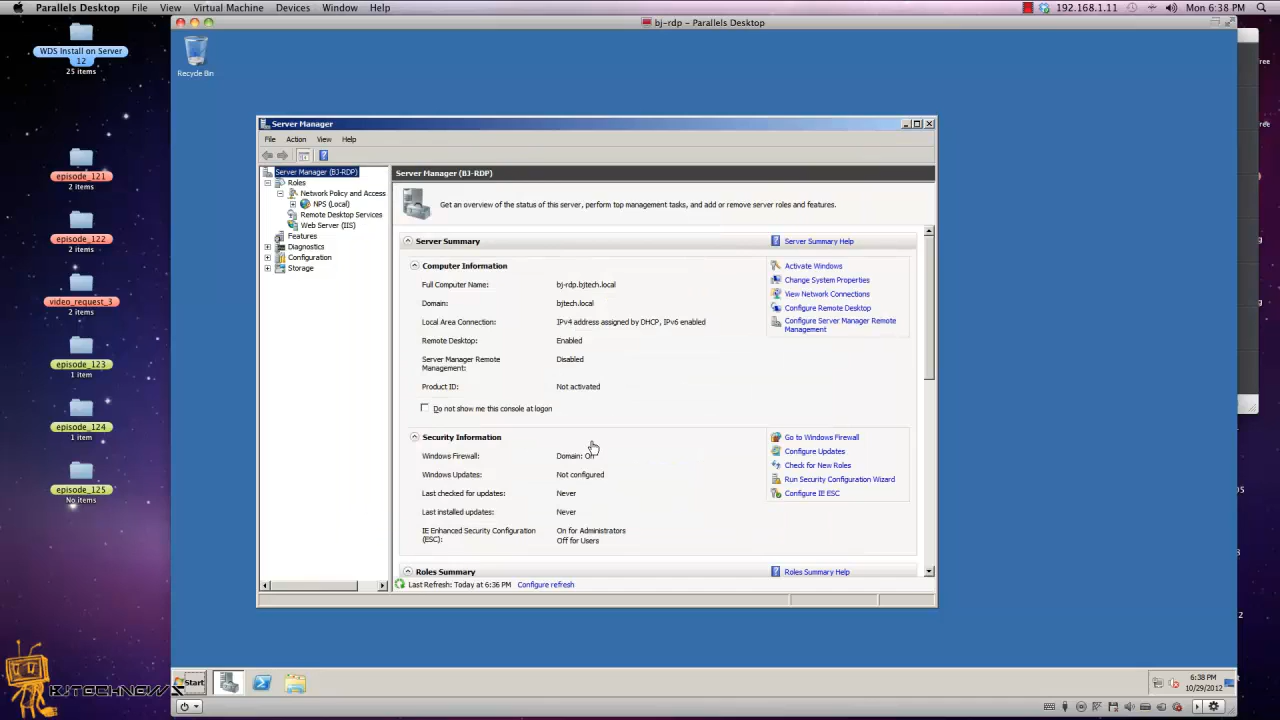 Parallels Desktop File View Virtual Machine Devices Window Help 192.168.1.11 Mon 6:38 PM
bj-rdp – Parallels Desktop
WDS Install on Server
12
25 items
episode_121
2 items
episode_122
2 items
video_request_3
2 items
episode_123
1 item
episode_124
1 item
episode_125
No items
Recycle Bin
Server Manager
File Action View Help
Server Manager (BJ-RDP)
Roles
Network Policy and Access
NPS (Local)
Remote Desktop Services
Web Server (IIS)
Features
Diagnostics
Configuration
Storage
Server Manager (BJ-RDP)
Get an overview of the status of this server, perform top management tasks, and add or remove server roles and features.
Server Summary
Server Summary Help
Computer Information
Full Computer Name: bj-rdp.bjtech.local
Domain: bjtech.local
Local Area Connection: IPv4 address assigned by DHCP, IPv6 enabled
Remote Desktop: Enabled
Server Manager Remote
Management: Disabled
Product ID: Not activated
Do not show me this console at logon
Activate Windows
Change System Properties
View Network Connections
Configure Remote Desktop
Configure Server Manager Remote
Management
Security Information
Windows Firewall: Domain: On
Windows Updates: Not configured
Last checked for updates: Never
Last installed updates: Never
IE Enhanced Security Configuration
(ESC): On for Administrators
Off for Users
Go to Windows Firewall
Configure Updates
Check for New Roles
Run Security Configuration Wizard
Configure IE ESC
Roles Summary
Roles Summary Help
Last Refresh: Today at 6:36 PM Configure refresh
Start
6:38 PM
10/29/2012
BJTECHNEWS